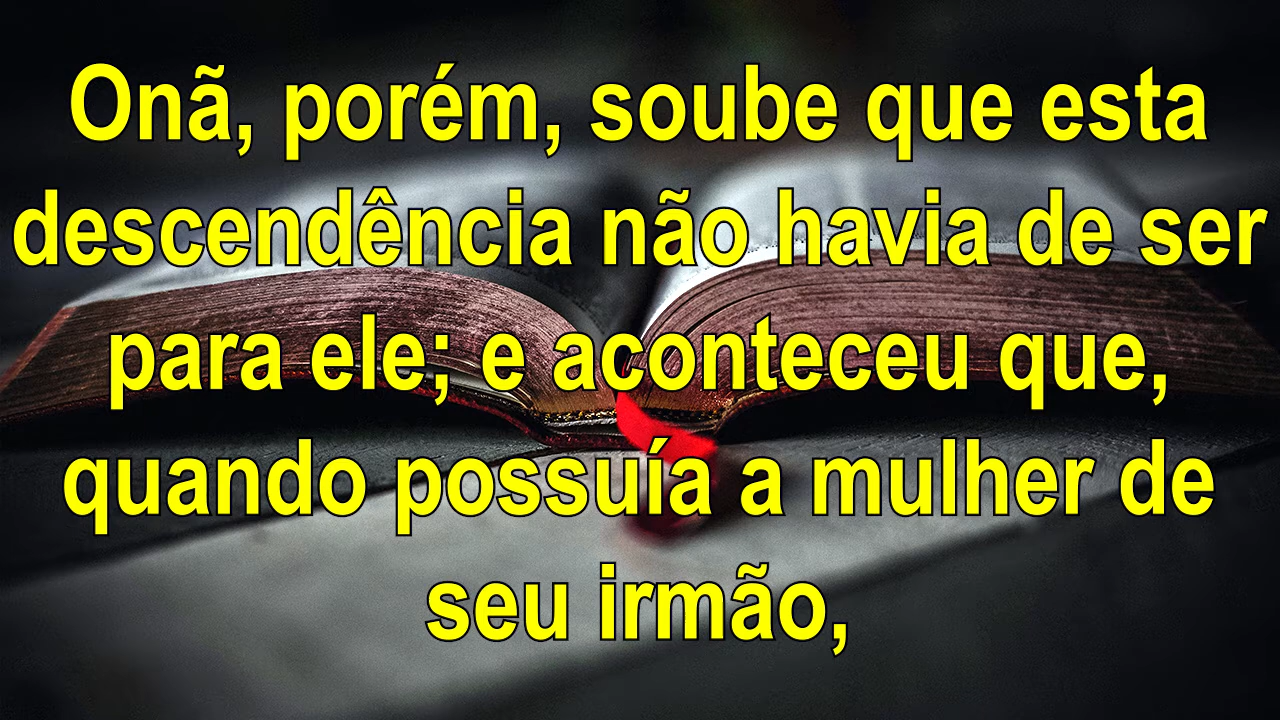 Onã, porém, soube que esta
descendência não havia de ser
para ele; e aconteceu que,
quando possuía a mulher de
seu irmão,